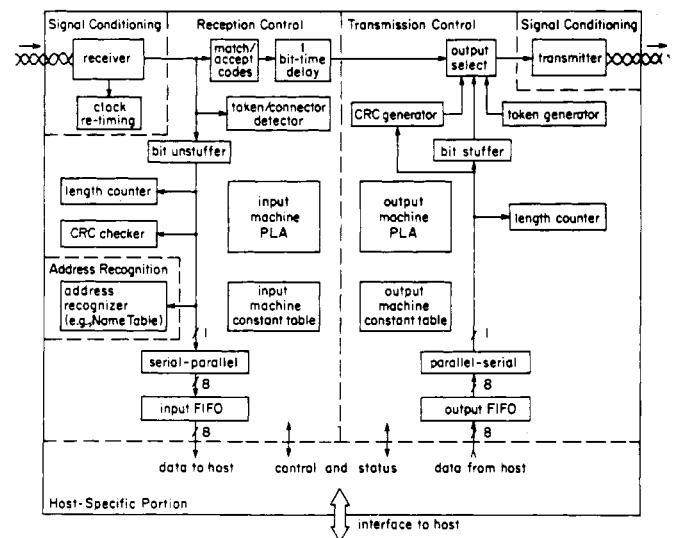 Signal Conditioning
Reception Control
Transmission Control
Signal Conditioning
receiver
match/
accept
codes
1
bit-time
delay
output
select
transmitter
clock
re-timing
token/connector
detector
CRC generator
token generator
bit unstuffer
bit stuffer
length counter
input
machine
PLA
output
machine
PLA
length counter
CRC checker
Address Recognition
address
recognizer
(e.g., Name Table)
input
machine
constant table
output
machine
constant table
1
1
serial-parallel
parallel-serial
8
8
input FIFO
output FIFO
8
8
data to host
control and status
data from host
Host-Specific Portion
interface to host